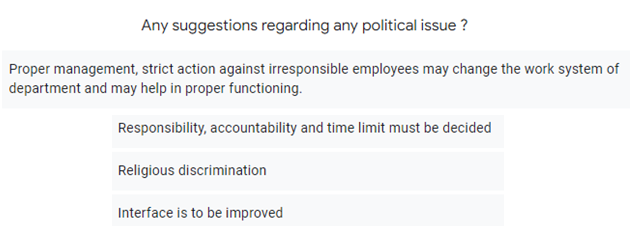 Any suggestions regarding any political issue ?
Proper management, strict action against irresponsible employees may change the work system of
department and may help in proper functioning.
Responsibility, accountability and time limit must be decided
Religious discrimination
Interface is to be improved